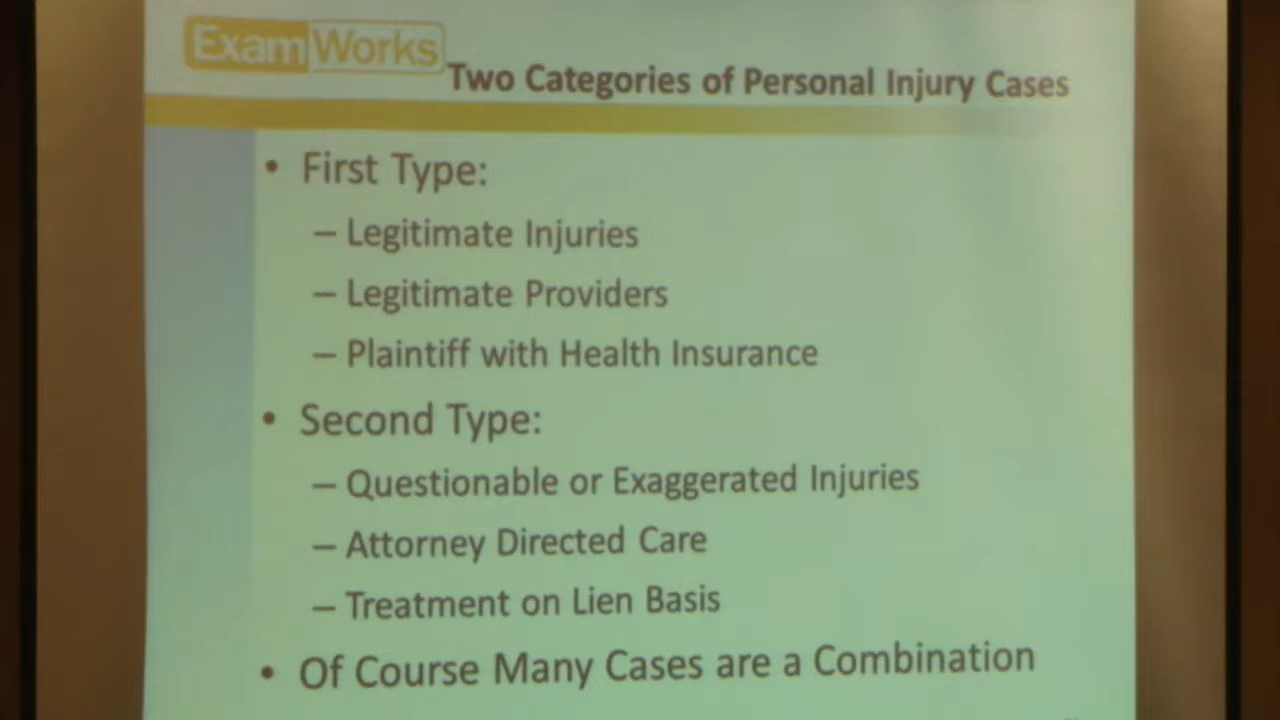 ExamWorks
Two Categories of Personal Injury Cases
• First Type:
– Legitimate Injuries
– Legitimate Providers
– Plaintiff with Health Insurance
• Second Type:
– Questionable or Exaggerated Injuries
– Attorney Directed Care
– Treatment on Lien Basis
• Of Course Many Cases are a Combination